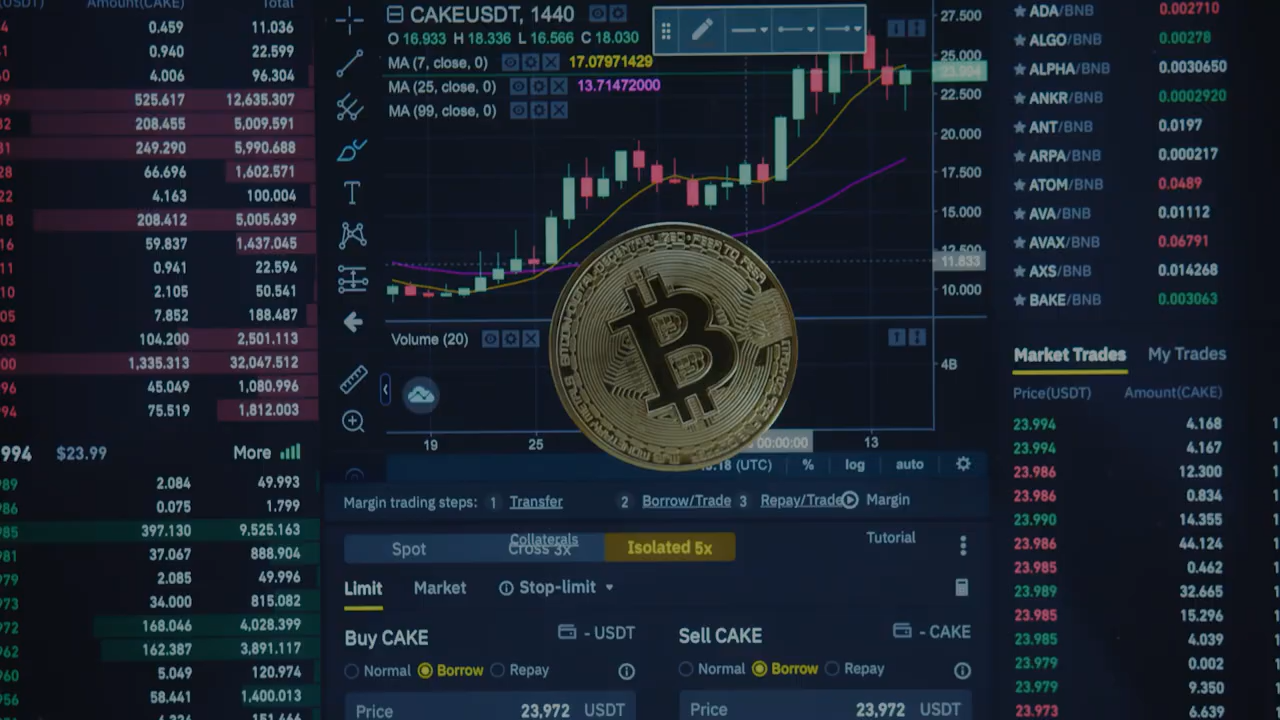 (USDT) Amount(CAKE) Total
0.459 11.036
0.940 22.599
4.006 96.304
525.617 12,635.307
208.455 5,009.591
249.290 5,990.688
66.696 1,602.571
4.163 100.004
208.412 5,005.639
59.837 1,437.045
0.941 22.594
2.105 50.541
7.852 188.487
104.200 2,501.113
1,335.313 32,047.512
45.049 1,080.996
75.519 1,812.003
994 $23.99 More
2.084 49.993
0.075 1.799
397.130 9,525.163
37.067 888.904
2.085 49.996
34.000 815.082
168.046 4,028.399
162.387 3,891.117
5.049 120.974
58.441 1,400.013
CAKEUSDT, 1440
O 16.933 H 18.336 L 16.566 C 18.030
MA (7, close, 0) 17.07971429
MA (25, close, 0) 13.71472000
MA (99, close, 0)
27.500
25.000
23.994
22.500
20.000
17.500
15.000
12.500
11.833
10.000
Volume (20)
4B
19 25 00:00:00 13
(UTC) % log auto
Margin trading steps: 1 Transfer 2 Borrow/Trade 3 Repay/Trade Margin
Collaterals Tutorial
Spot Cross 3x Isolated 5x
Limit Market Stop-limit
Buy CAKE - USDT Sell CAKE - CAKE
Normal Borrow Repay Normal Borrow Repay
Price 23,972 USDT Price 23,972 USDT
ADA/BNB 0.002710
ALGO/BNB 0.00278
ALPHA/BNB 0.0030650
ANKR/BNB 0.0002920
ANT/BNB 0.0197
ARPA/BNB 0.000217
ATOM/BNB 0.0489
AVA/BNB 0.01112
AVAX/BNB 0.06791
AXS/BNB 0.014268
BAKE/BNB 0.003063
Market Trades My Trades
Price(USDT) Amount(CAKE)
23.994 4.168
23.994 4.167
23.986 12.300
23.986 0.834
23.990 14.355
23.986 44.124
23.985 0.462
23.989 32.665
23.985 15.296
23.985 4.039
23.979 0.002
23.979 9.350
23.973 6.639